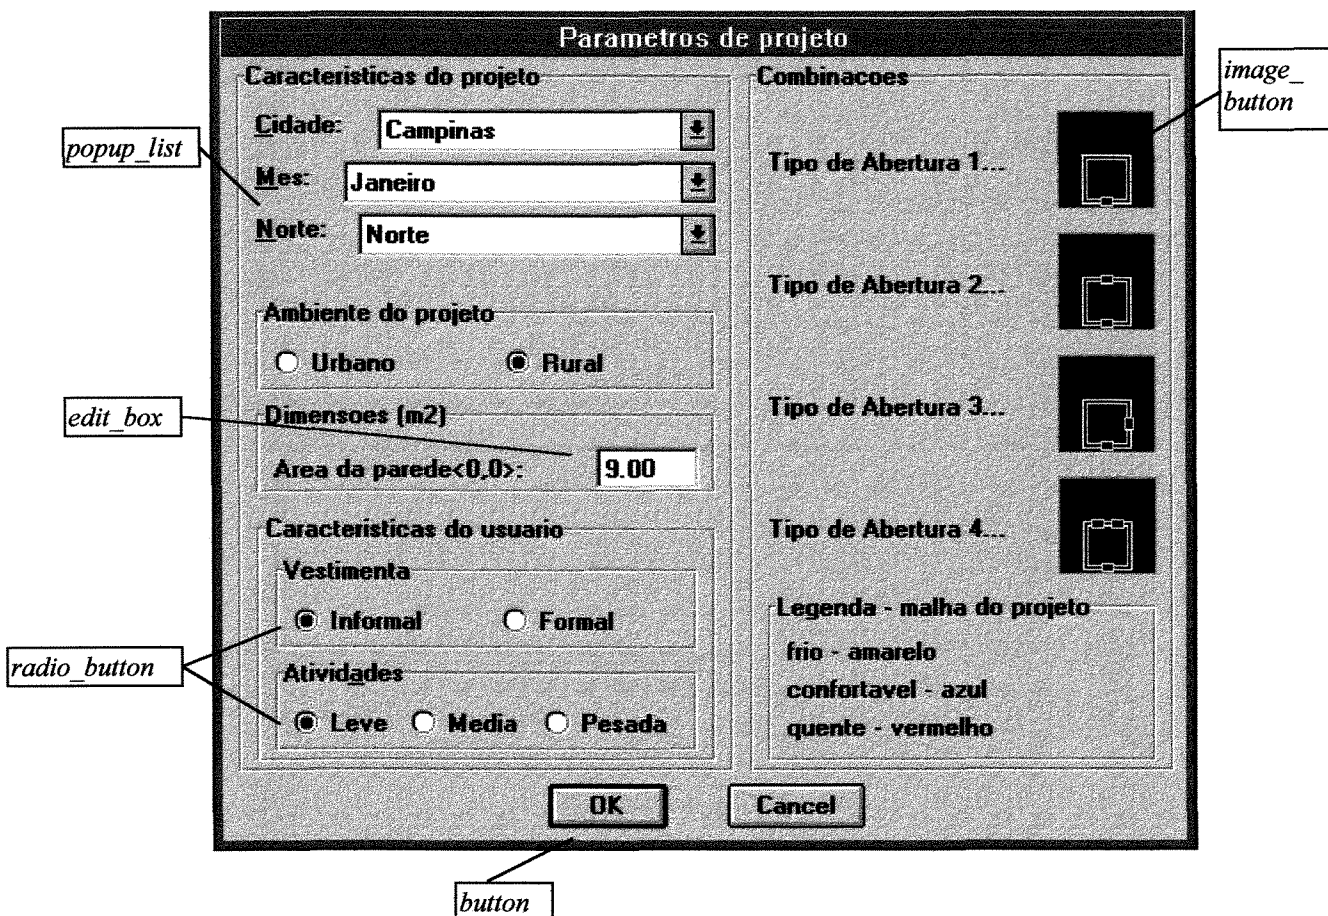 Parametros de projeto
Caracteristicas do projeto
Cidade: Campinas
Mes: Janeiro
Norte: Norte
Ambiente do projeto
Urbano Rural
Dimensoes (m2)
Area da parede<0,0>: 9.00
Caracteristicas do usuario
Vestimenta
Informal Formal
Atividades
Leve Media Pesada
Combinacoes
Tipo de Abertura 1...
Tipo de Abertura 2...
Tipo de Abertura 3...
Tipo de Abertura 4...
Legenda - malha do projeto
frio - amarelo
confortavel - azul
quente - vermelho
OK Cancel
popup_list
edit_box
radio_button
button
image_
button